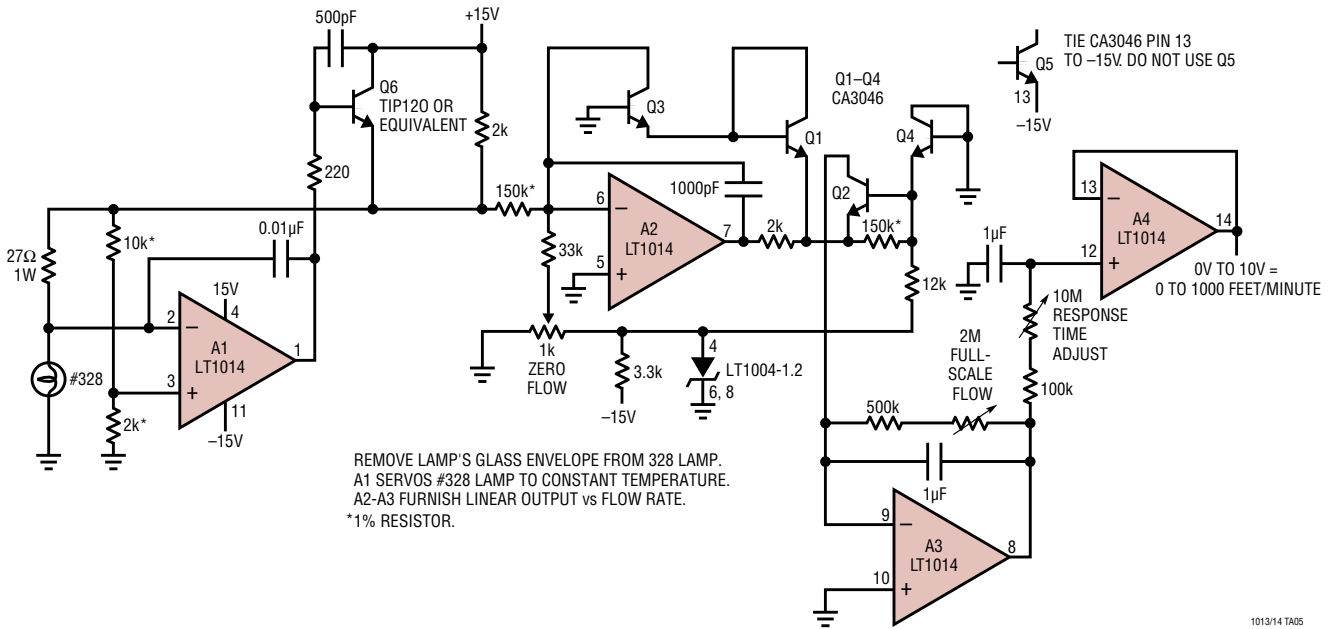 500pF
+15V
Q6
TIP120 OR
EQUIVALENT
2k
220
Q3
Q1–Q4
CA3046
Q1
Q4
Q5
TIE CA3046 PIN 13
TO –15V. DO NOT USE Q5
13
–15V
150k*
1000pF
Q2
6
–
A2
LT1014
7
5
+
2k
150k*
33k
12k
10k*
0.01µF
27Ω
1W
15V
4
2
–
A1
LT1014
1
3
+
11
–15V
#328
2k*
1k
ZERO
FLOW
3.3k
–15V
4
LT1004-1.2
6, 8
1µF
13
–
A4
LT1014
14
12
+
0V TO 10V =
0 TO 1000 FEET/MINUTE
10M
RESPONSE
TIME
ADJUST
2M
FULL-
SCALE
FLOW
100k
500k
1µF
9
–
A3
LT1014
8
10
+
REMOVE LAMP'S GLASS ENVELOPE FROM 328 LAMP.
A1 SERVOS #328 LAMP TO CONSTANT TEMPERATURE.
A2-A3 FURNISH LINEAR OUTPUT vs FLOW RATE.
*1% RESISTOR.
1013/14 TA05